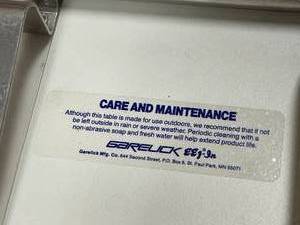 CARE AND MAINTENANCE
Although this table is made for use outdoors, we recommend that it not
be left outside in rain or severe weather. Periodic cleaning with a
non-abrasive soap and fresh water will help extend product life.
GARELICK EEz-In
Garelick Mfg. Co. 644 Second Street, P.O. Box 8, St. Paul Park, MN 55071